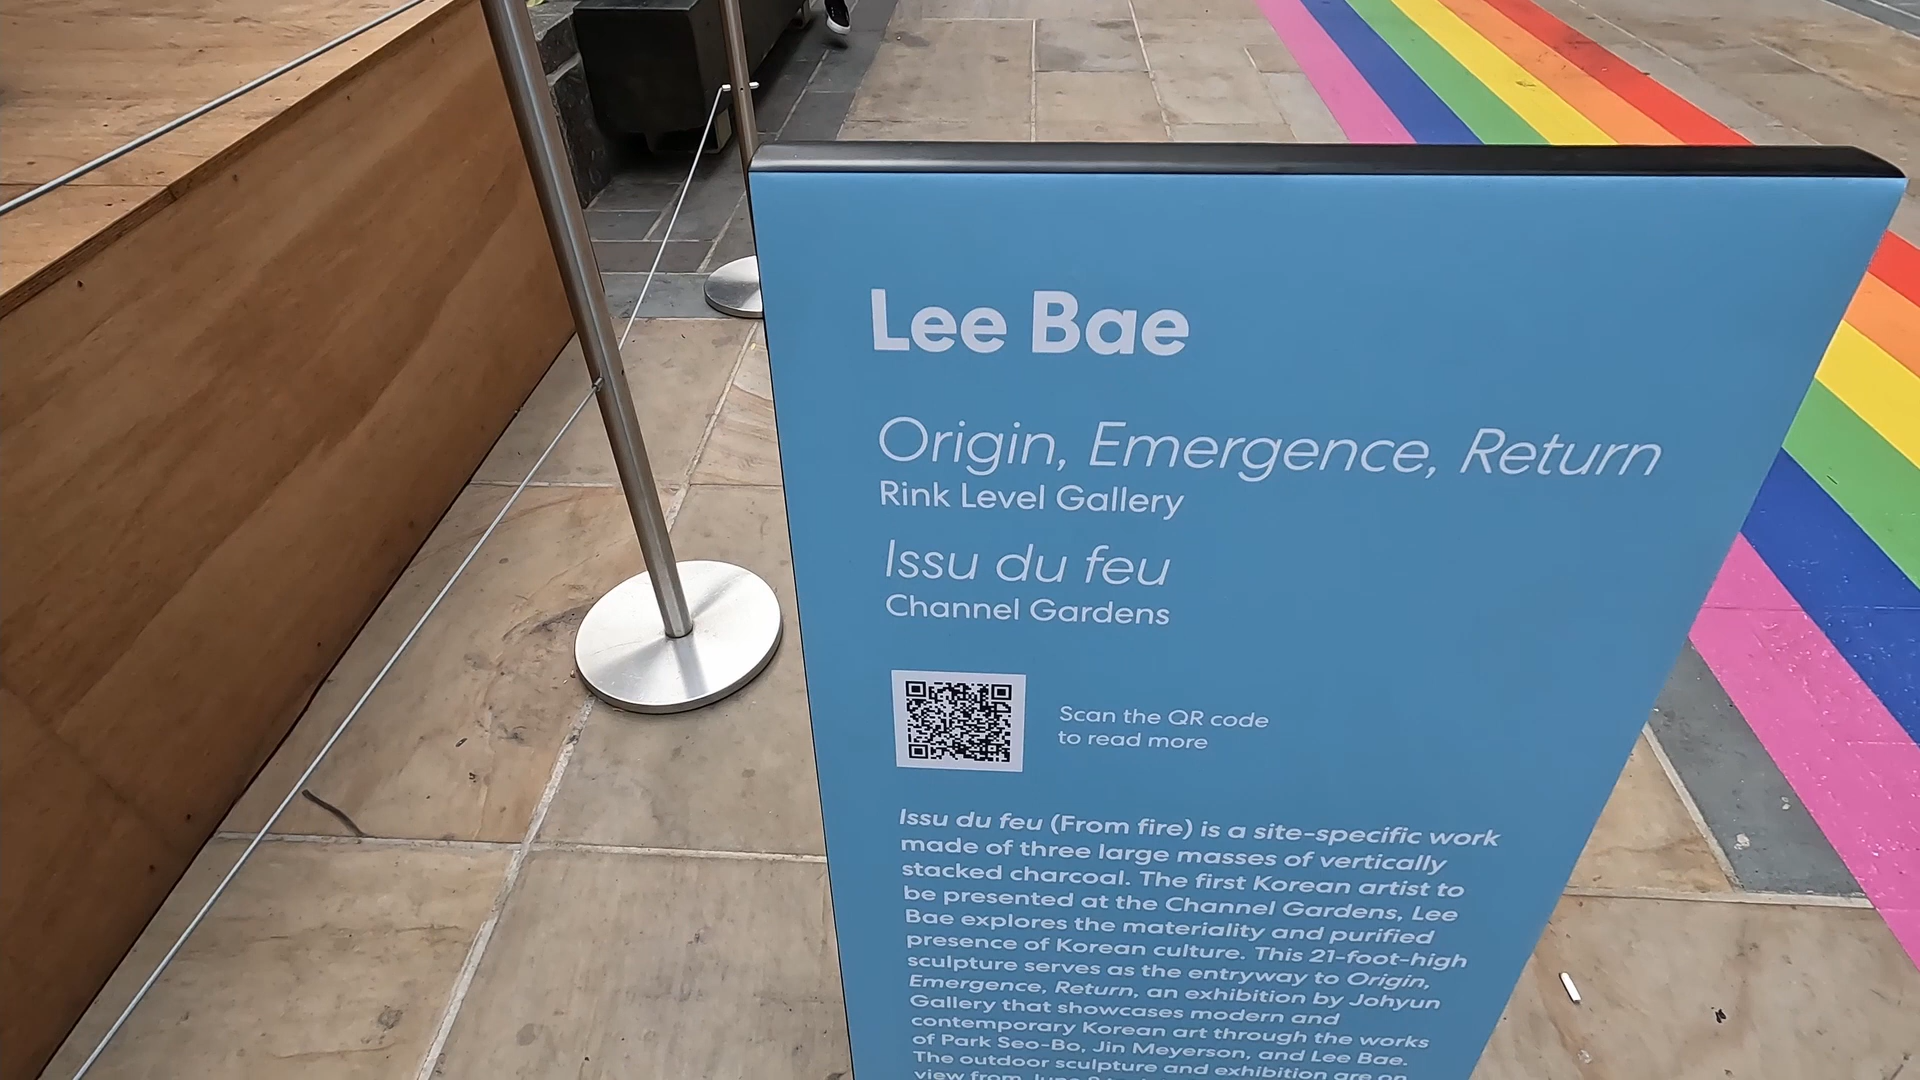 Lee Bae
Origin, Emergence, Return
Rink Level Gallery
Issu du feu
Channel Gardens
Scan the QR code
to read more
Issu du feu (From fire) is a site-specific work
made of three large masses of vertically
stacked charcoal. The first Korean artist to
be presented at the Channel Gardens, Lee
Bae explores the materiality and purified
presence of Korean culture. This 21-foot-high
sculpture serves as the entryway to Origin,
Emergence, Return, an exhibition by Johyun
Gallery that showcases modern and
contemporary Korean art through the works
of Park Seo-Bo, Jin Meyerson, and Lee Bae.
The outdoor sculpture and exhibition are on
view from June